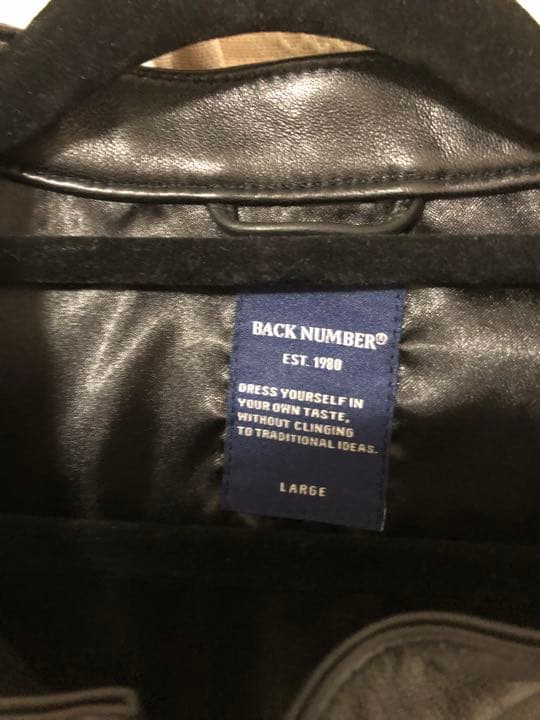 BACK NUMBER®
EST. 1980
DRESS YOURSELF IN
YOUR OWN TASTE,
WITHOUT CLINGING
TO TRADITIONAL IDEAS.
LARGE